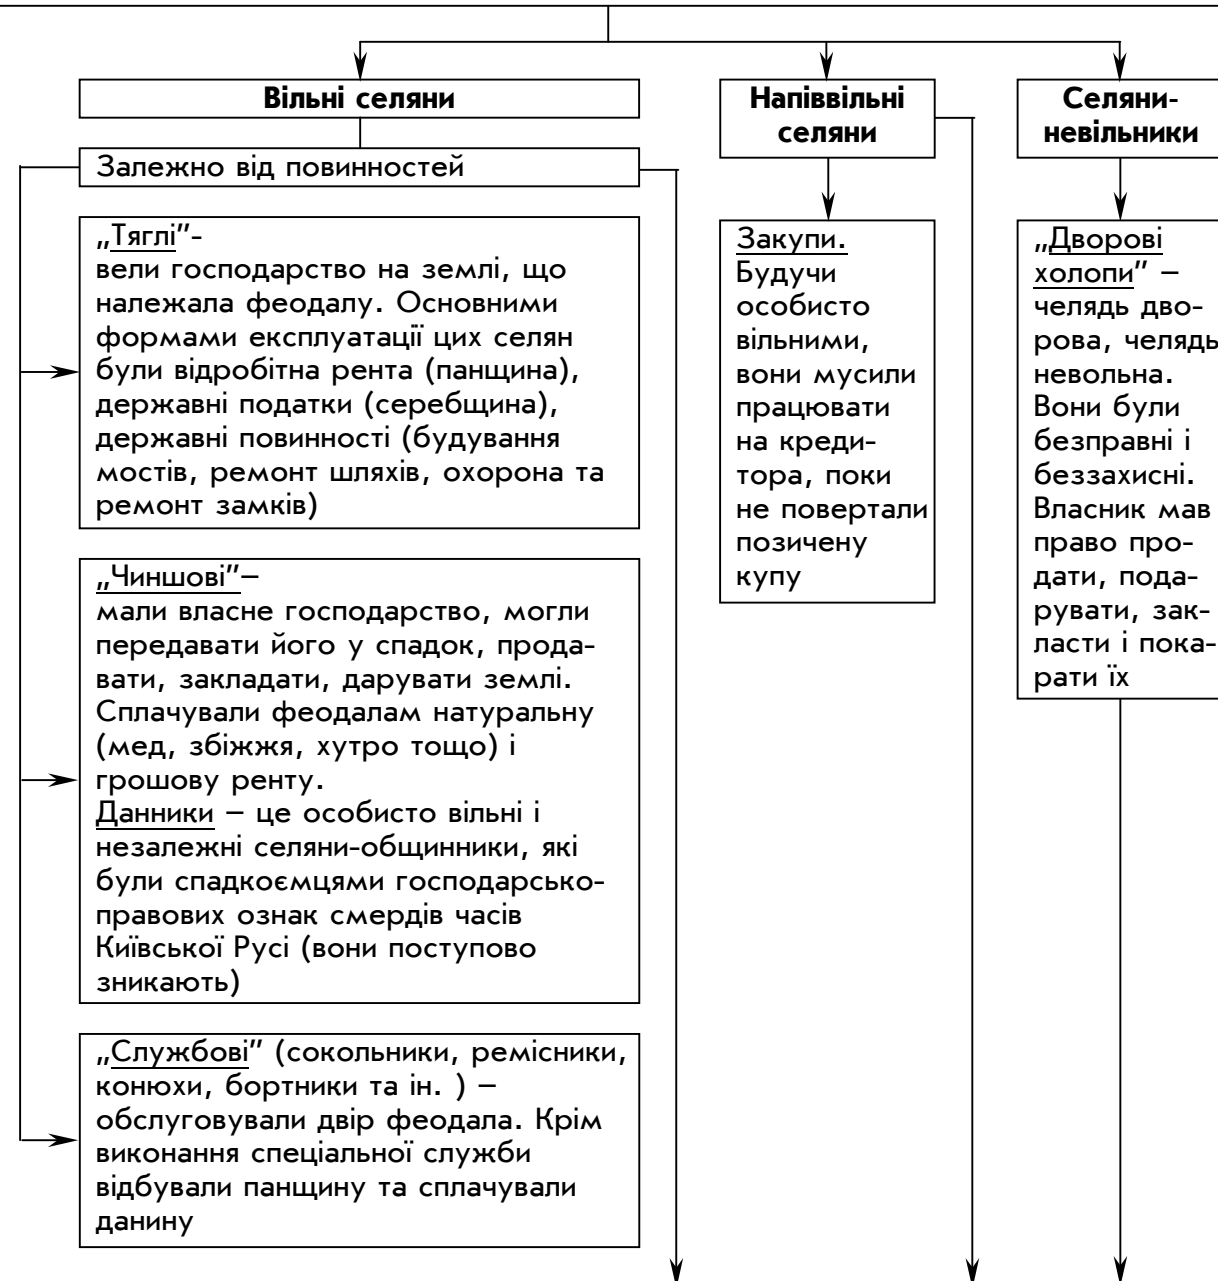 Вільні селяни
Залежно від повинностей
„Тяглі”-
вели господарство на землі, що
належала феодалу. Основними
формами експлуатації цих селян
були відробітна рента (панщина),
державні податки (серебщина),
державні повинності (будування
мостів, ремонт шляхів, охорона та
ремонт замків)
„Чиншові”–
мали власне господарство, могли
передавати його у спадок, прода-
вати, закладати, дарувати землі.
Сплачували феодалам натуральну
(мед, збіжжя, хутро тощо) і
грошову ренту.
Данники – це особисто вільні і
незалежні селяни-общинники, які
були спадкоємцями господарсько-
правових ознак смердів часів
Київської Русі (вони поступово
зникають)
„Службові” (сокольники, ремісники,
конюхи, бортники та ін. ) –
обслуговували двір феодала. Крім
виконання спеціальної служби
відбували панщину та сплачували
данину
Напіввільні
селяни
Закупи.
Будучи
особисто
вільними,
вони мусили
працювати
на креди-
тора, поки
не повертали
позичену
купу
Селяни-
невільники
„Дворові
холопи” –
челядь дво-
рова, челядь
невольна.
Вони були
безправні і
беззахисні.
Власник мав
право про-
дати, пода-
рувати, зак-
ласти і пока-
рати їх